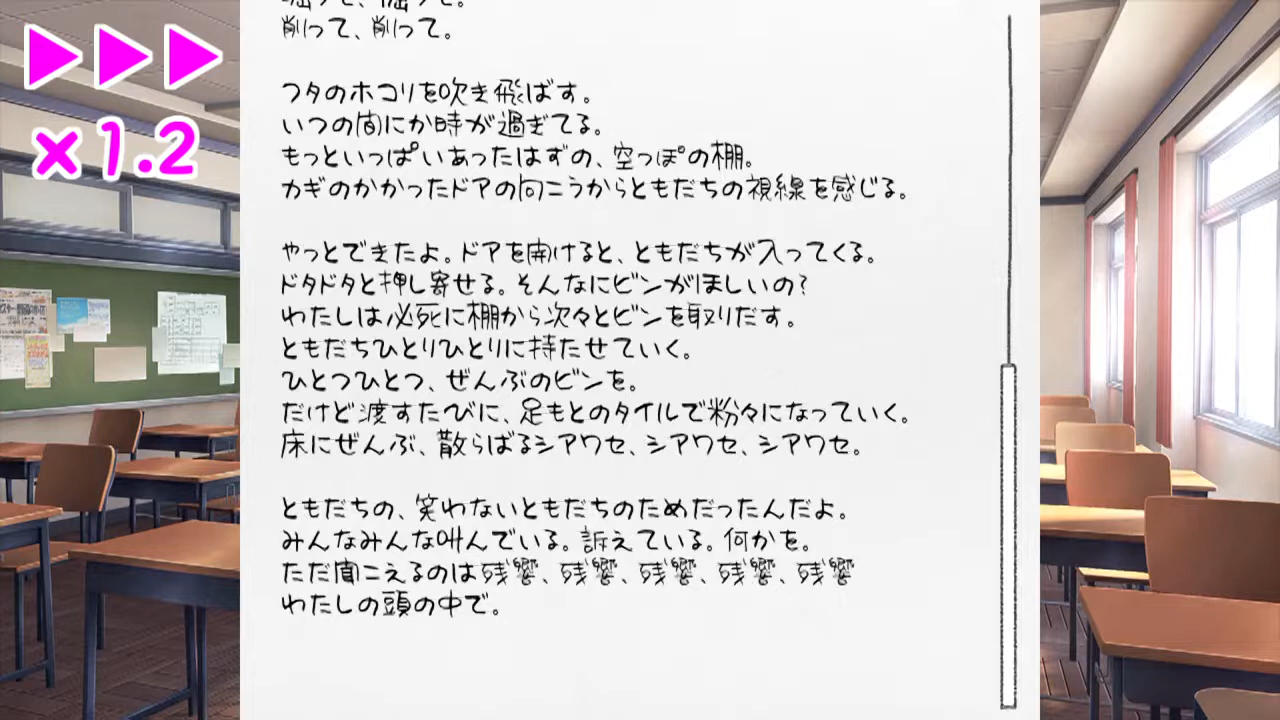 ×1.2
削って、削って。
フタのホコリを吹き飛ばす。
いつの間にか時が過ぎてる。
もっといっぱいあったはずの、空っぽの棚。
カギのかかったドアの向こうからともだちの視線を感じる。
やっとできたよ。ドアを開けると、ともだちが入ってくる。
ドタドタと押し寄せる。そんなにビンがほしいの?
わたしは必死に棚から次々とビンを取りだす。
ともだちひとりひとりに持たせていく。
ひとつひとつ、ぜんぶのビンを。
だけど渡すたびに、足もとのタイルで粉々になっていく。
床にぜんぶ、散らばるシアワセ、シアワセ、シアワセ。
ともだちの、笑わないともだちのためだったんだよ。
みんなみんな叫んでいる。訴えている。何かを。
ただ聞こえるのは残響、残響、残響、残響、残響
わたしの頭の中で。